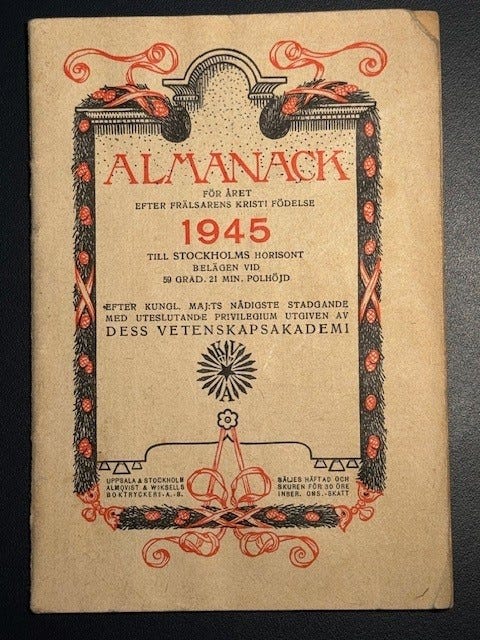 ALMANACK
FÖR ÅRET
EFTER FRÄLSARENS KRISTI FÖDELSE
1945
TILL STOCKHOLMS HORISONT
BELÄGEN VID
59 GRAD. 21 MIN. POLHÖJD
EFTER KUNGL. MAJ:TS NÅDIGSTE STADGANDE
MED UTESLUTANDE PRIVILEGIUM UTGIVEN AV
DESS VETENSKAPSAKADEMI
UPPSALA & STOCKHOLM
ALMQVIST & WIKSELLS
BOKTRYCKERI-A.-B.
SÄLJES HÄFTAD OCH
SKUREN FÖR 30 ÖRE
INBER. OMS.-SKATT